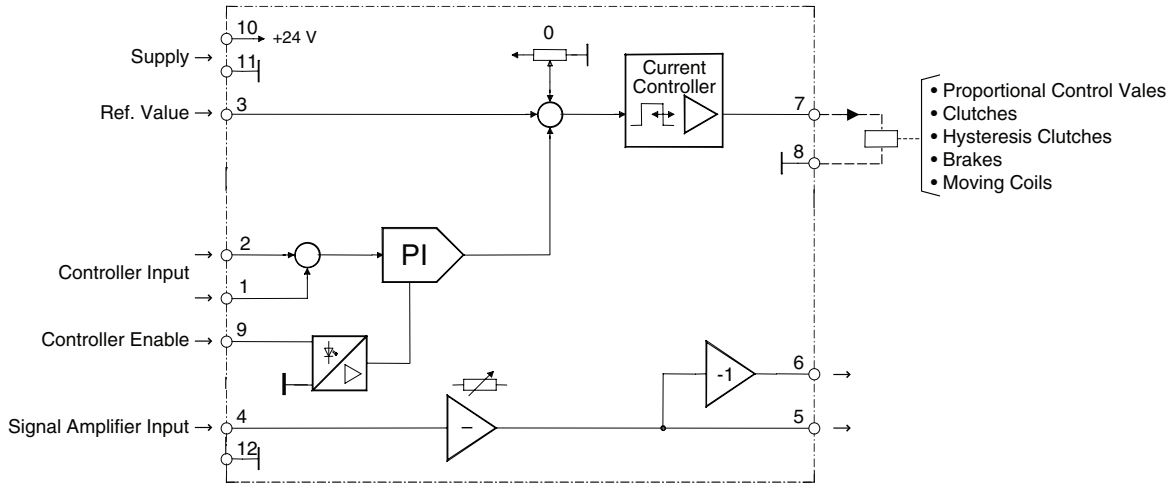 10
+24 V
Supply →
11
0
Ref. Value →
3
Current
Controller
7
8
• Proportional Control Vales
• Clutches
• Hysteresis Clutches
• Brakes
• Moving Coils
→ 2
PI
Controller Input
→ 1
Controller Enable →
9
-1
6 →
Signal Amplifier Input →
4
–
5 →
12